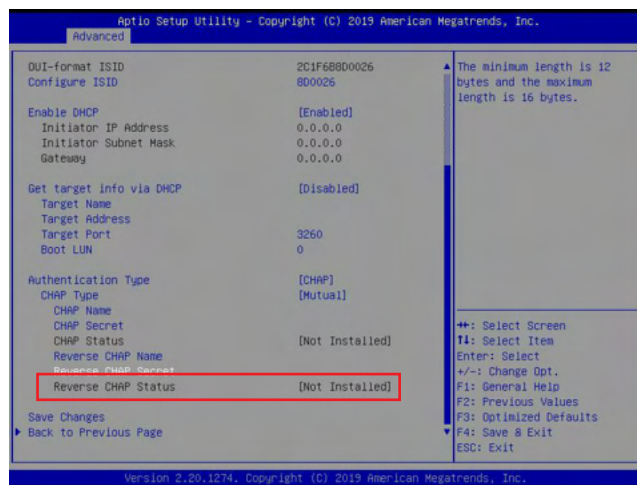 Aptio Setup Utility - Copyright (C) 2019 American Megatrends, Inc.
Advanced
OUI-format ISID 2C1F6B8D0026
Configure ISID 8D0026
Enable DHCP [Enabled]
Initiator IP Address 0.0.0.0
Initiator Subnet Mask 0.0.0.0
Gateway 0.0.0.0
Get target info via DHCP [Disabled]
Target Name
Target Address
Target Port 3260
Boot LUN 0
Authentication Type [CHAP]
CHAP Type [Mutual]
CHAP Name
CHAP Secret
CHAP Status [Not Installed]
Reverse CHAP Name
Reverse CHAP Secret
Reverse CHAP Status [Not Installed]
Save Changes
Back to Previous Page
The minimum length is 12
bytes and the maximum
length is 16 bytes.
→←: Select Screen
↑↓: Select Item
Enter: Select
+/-: Change Opt.
F1: General Help
F2: Previous Values
F3: Optimized Defaults
F4: Save & Exit
ESC: Exit
Version 2.20.1274. Copyright (C) 2019 American Megatrends, Inc.